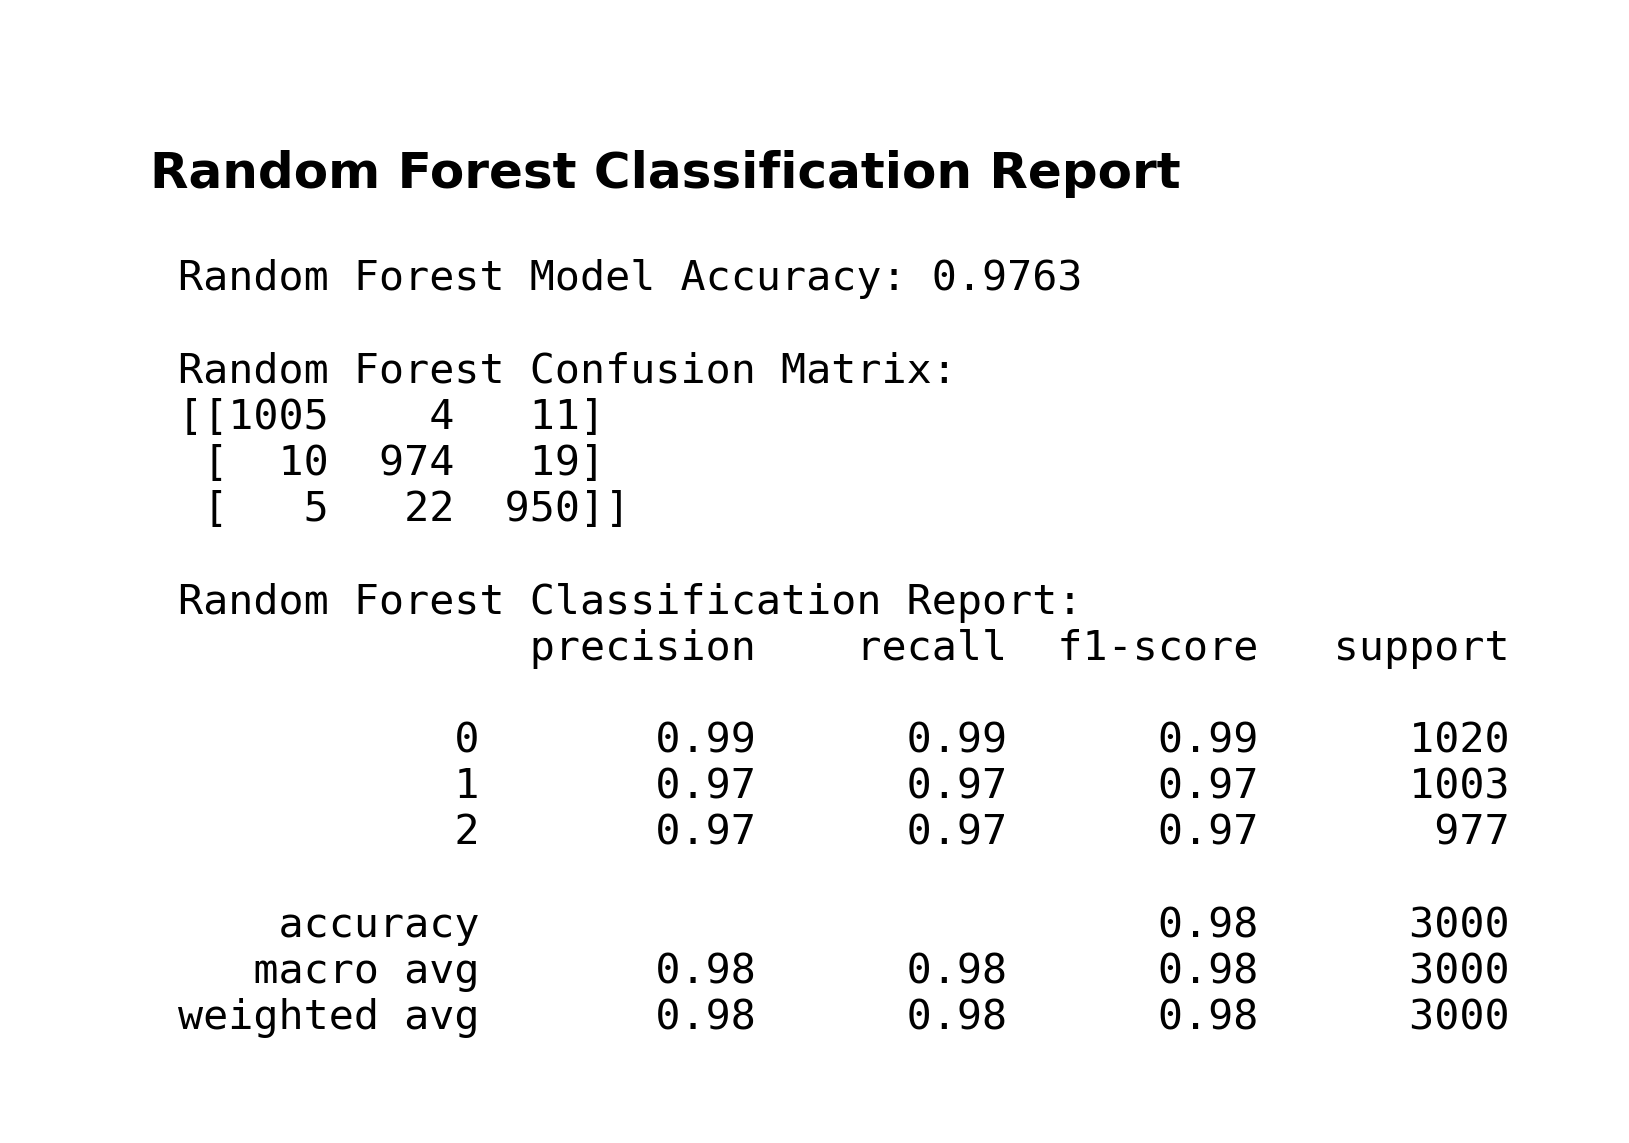 Random Forest Classification Report
Random Forest Model Accuracy: 0.9763
Random Forest Confusion Matrix:
[[1005    4   11]
 [  10  974   19]
 [   5   22  950]]
Random Forest Classification Report:
              precision    recall  f1-score   support
           0       0.99      0.99      0.99      1020
           1       0.97      0.97      0.97      1003
           2       0.97      0.97      0.97       977
    accuracy                           0.98      3000
   macro avg       0.98      0.98      0.98      3000
weighted avg       0.98      0.98      0.98      3000